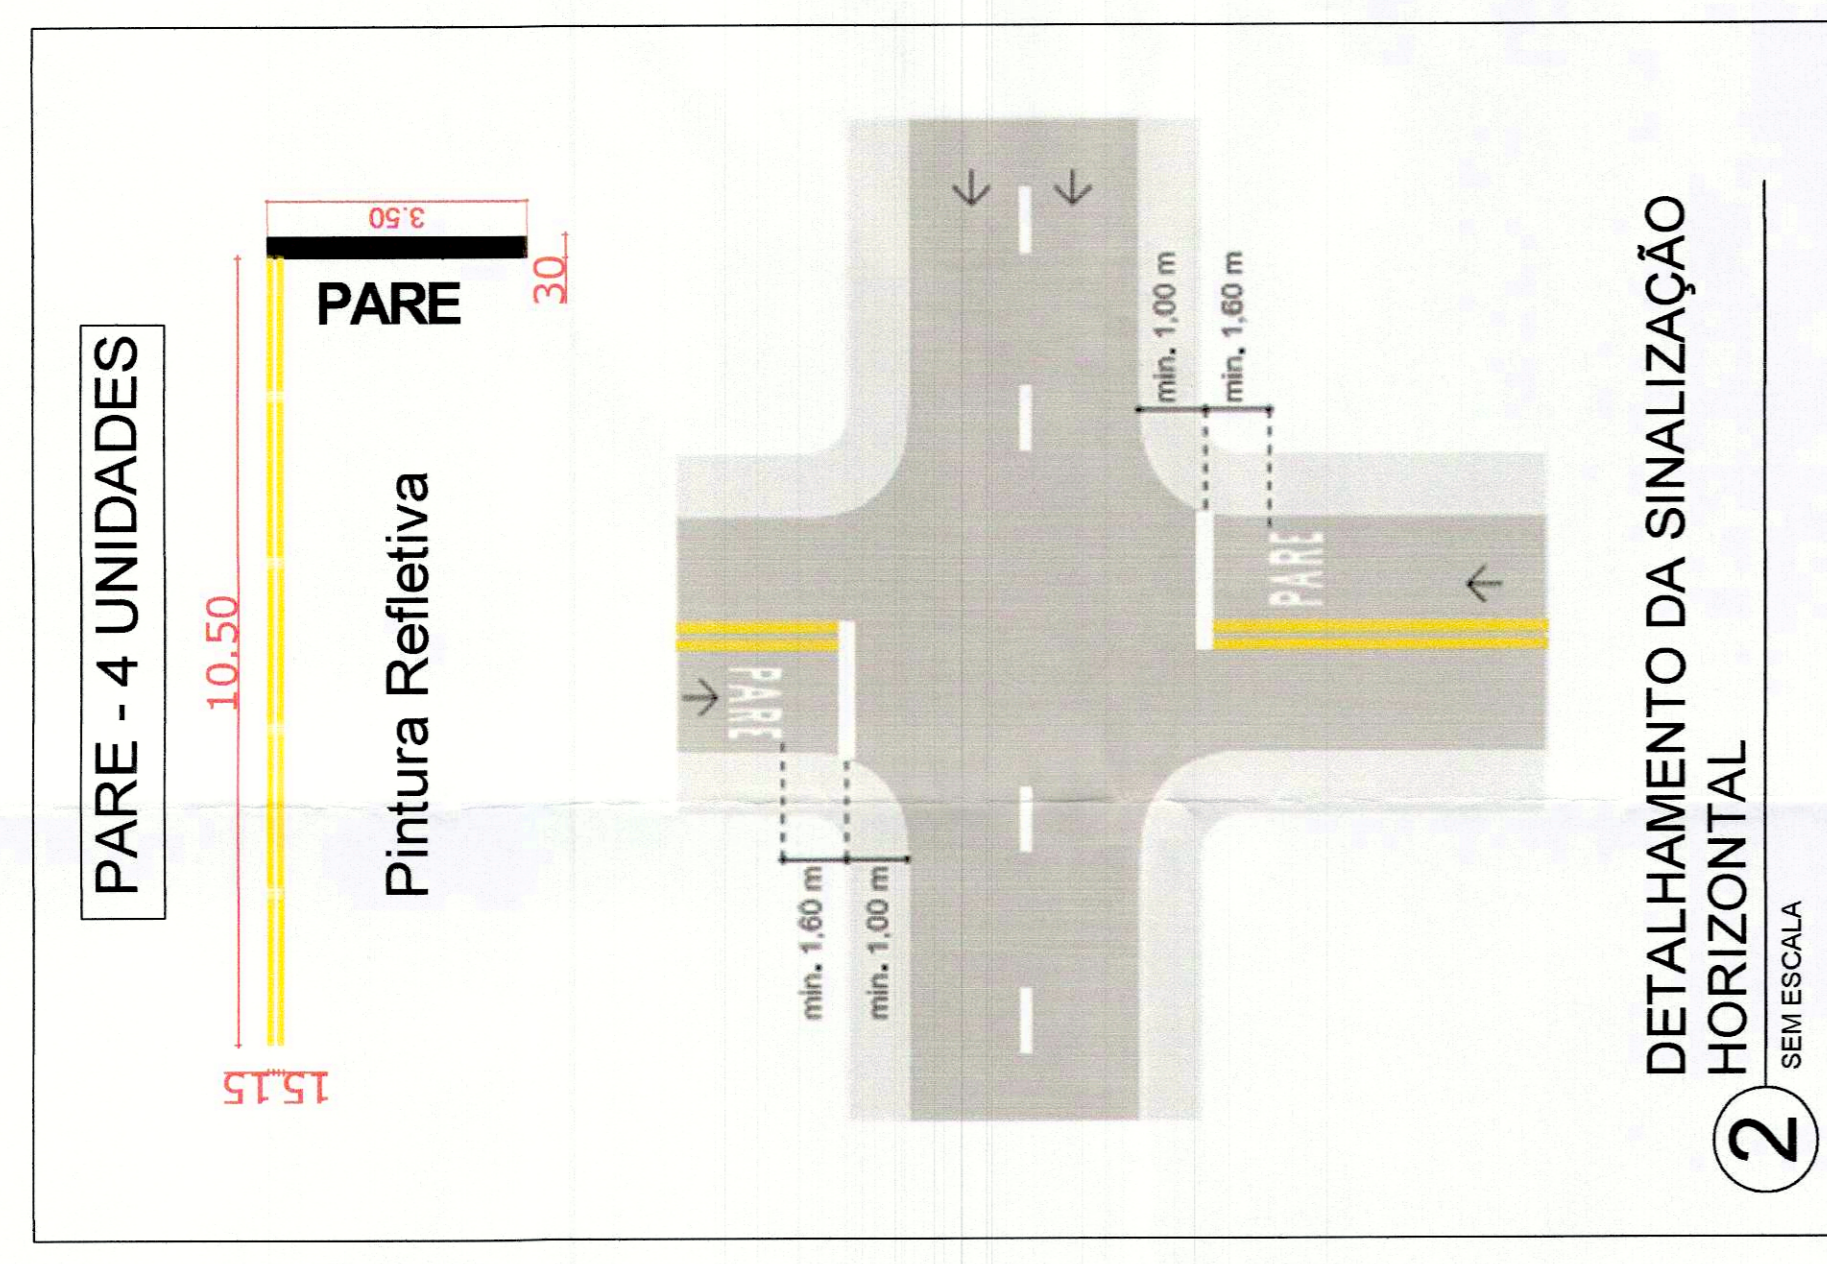 PARE - 4 UNIDADES
10.50
15 15
3.50
30
PARE
Pintura Refletiva
min. 1,60 m
min. 1,00 m
PARE
PARE
min. 1,00 m
min. 1,60 m
DETALHAMENTO DA SINALIZAÇÃO
HORIZONTAL
2
SEM ESCALA